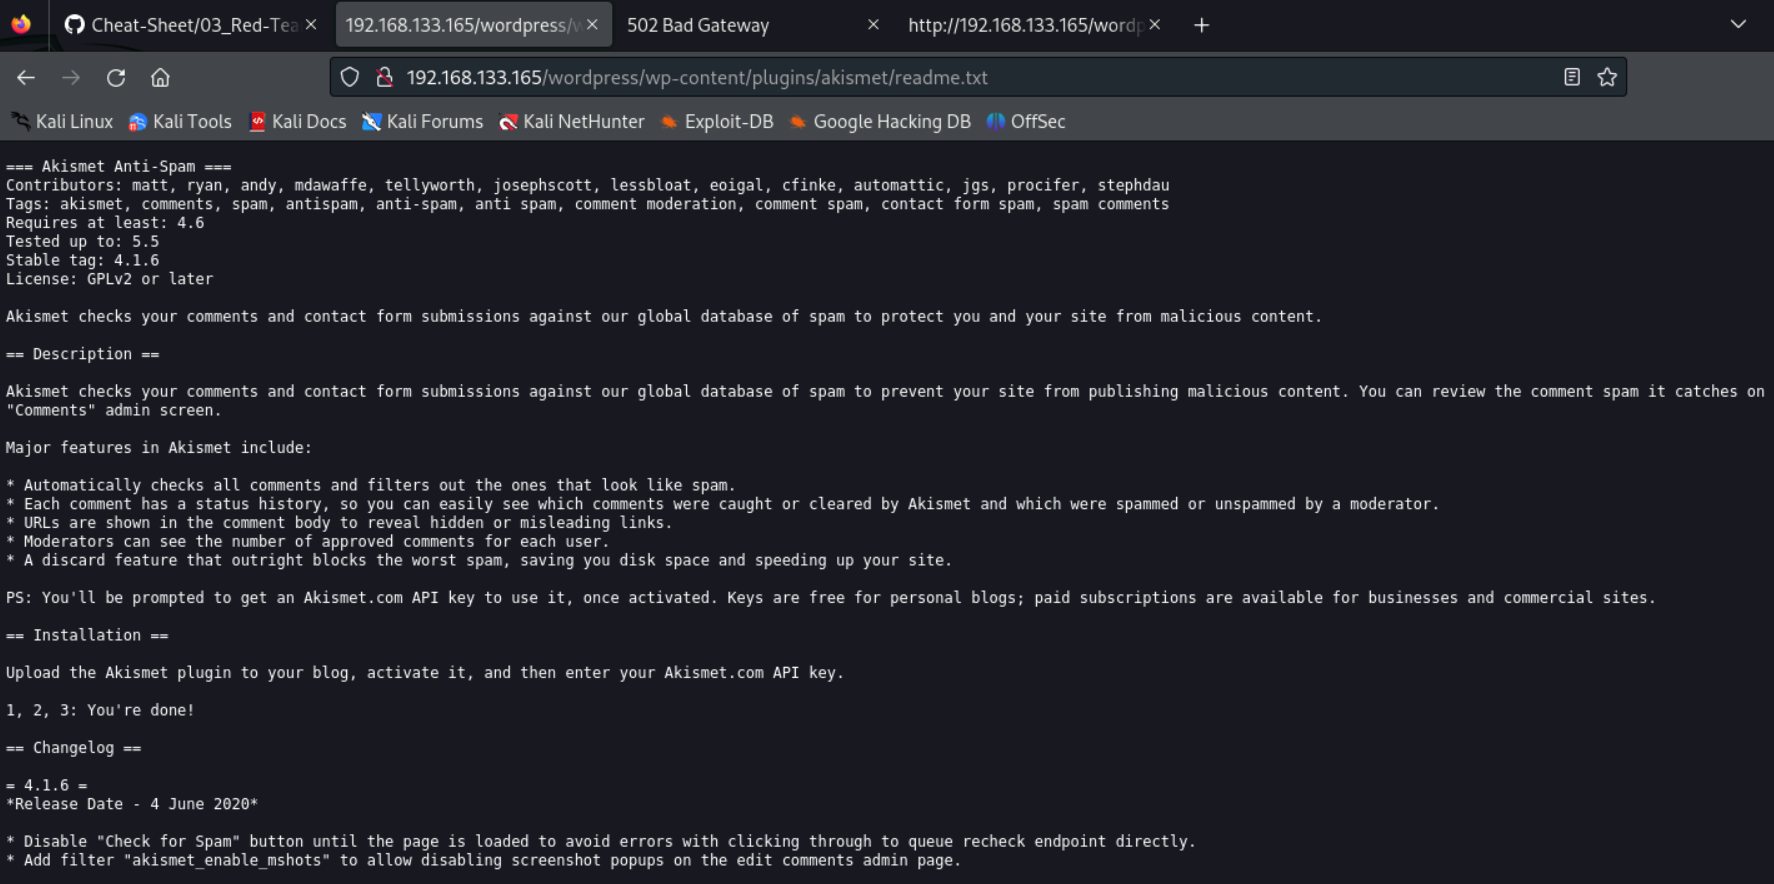 Cheat-Sheet/03_Red-Tea
192.168.133.165/wordpress/w
502 Bad Gateway
http://192.168.133.165/wordp
192.168.133.165/wordpress/wp-content/plugins/akismet/readme.txt
Kali Linux
Kali Tools
Kali Docs
Kali Forums
Kali NetHunter
Exploit-DB
Google Hacking DB
OffSec
=== Akismet Anti-Spam ===
Contributors: matt, ryan, andy, mdawaffe, tellyworth, josephscott, lessbloat, eoigal, cfinke, automattic, jgs, procifer, stephdau
Tags: akismet, comments, spam, antispam, anti-spam, anti spam, comment moderation, comment spam, contact form spam, spam comments
Requires at least: 4.6
Tested up to: 5.5
Stable tag: 4.1.6
License: GPLv2 or later
Akismet checks your comments and contact form submissions against our global database of spam to protect you and your site from malicious content.
== Description ==
Akismet checks your comments and contact form submissions against our global database of spam to prevent your site from publishing malicious content. You can review the comment spam it catches on
"Comments" admin screen.
Major features in Akismet include:
* Automatically checks all comments and filters out the ones that look like spam.
* Each comment has a status history, so you can easily see which comments were caught or cleared by Akismet and which were spammed or unspammed by a moderator.
* URLs are shown in the comment body to reveal hidden or misleading links.
* Moderators can see the number of approved comments for each user.
* A discard feature that outright blocks the worst spam, saving you disk space and speeding up your site.
PS: You'll be prompted to get an Akismet.com API key to use it, once activated. Keys are free for personal blogs; paid subscriptions are available for businesses and commercial sites.
== Installation ==
Upload the Akismet plugin to your blog, activate it, and then enter your Akismet.com API key.
1, 2, 3: You're done!
== Changelog ==
= 4.1.6 =
*Release Date - 4 June 2020*
* Disable "Check for Spam" button until the page is loaded to avoid errors with clicking through to queue recheck endpoint directly.
* Add filter "akismet_enable_mshots" to allow disabling screenshot popups on the edit comments admin page.